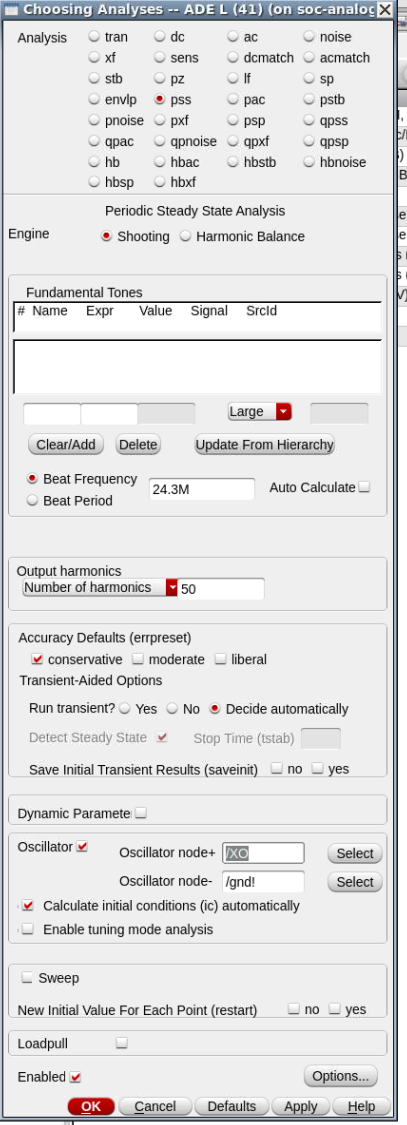 Choosing Analyses -- ADE L (41) (on soc-analog
Analysis tran dc ac noise
xf sens dcmatch acmatch
stb pz lf sp
envlp pss pac pstb
pnoise pxf psp qpss
qpac qpnoise qpxf qpsp
hb hbac hbstb hbnoise
hbsp hbxf
Periodic Steady State Analysis
Engine Shooting Harmonic Balance
Fundamental Tones
# Name Expr Value Signal SrcId
Large
Clear/Add Delete Update From Hierarchy
Beat Frequency
Beat Period
24.3M Auto Calculate
Output harmonics
Number of harmonics 50
Accuracy Defaults (errpreset)
conservative moderate liberal
Transient-Aided Options
Run transient? Yes No Decide automatically
Detect Steady State Stop Time (tstab)
Save Initial Transient Results (saveinit) no yes
Dynamic Paramete
Oscillator Oscillator node+ /XO Select
Oscillator node- /gnd! Select
Calculate initial conditions (ic) automatically
Enable tuning mode analysis
Sweep
New Initial Value For Each Point (restart) no yes
Loadpull
Enabled Options...
OK Cancel Defaults Apply Help